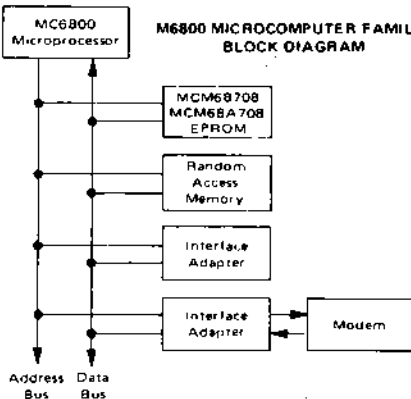 MC6800
Microprocessor
M6800 MICROCOMPUTER FAMIL
BLOCK DIAGRAM
MCM68708
MCM68A708
EPROM
Random
Access
Memory
Interface
Adapter
Interface
Adapter
Modem
Address
Bus
Data
Bus